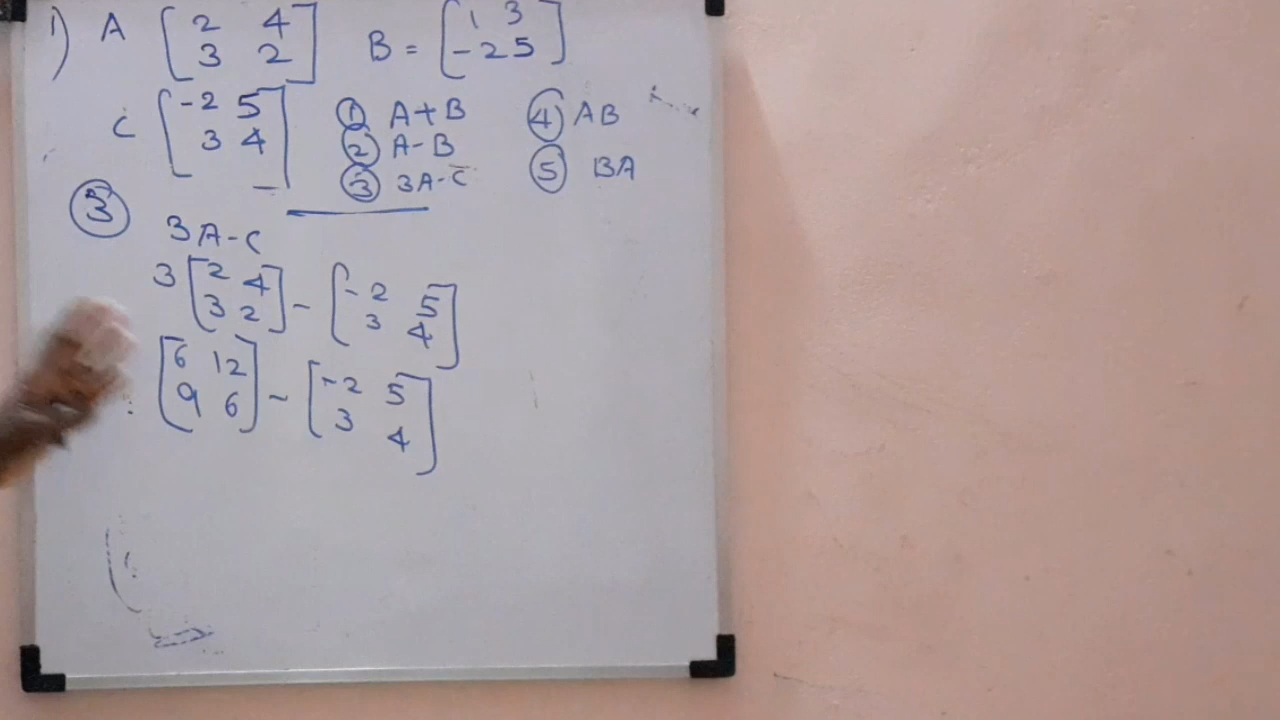 1) A [ 2 4 B = [ 1 3
3 2 ] -2 5 ]
C [ -2 5 ① A+B ④ AB
3 4 ] ② A-B
③ 3A-C ⑤ BA
③
3A-C
3 [ 2 4 - [ -2 5
3 2 ] 3 4 ]
[ 6 12 - [ -2 5
9 6 ] 3 4 ]